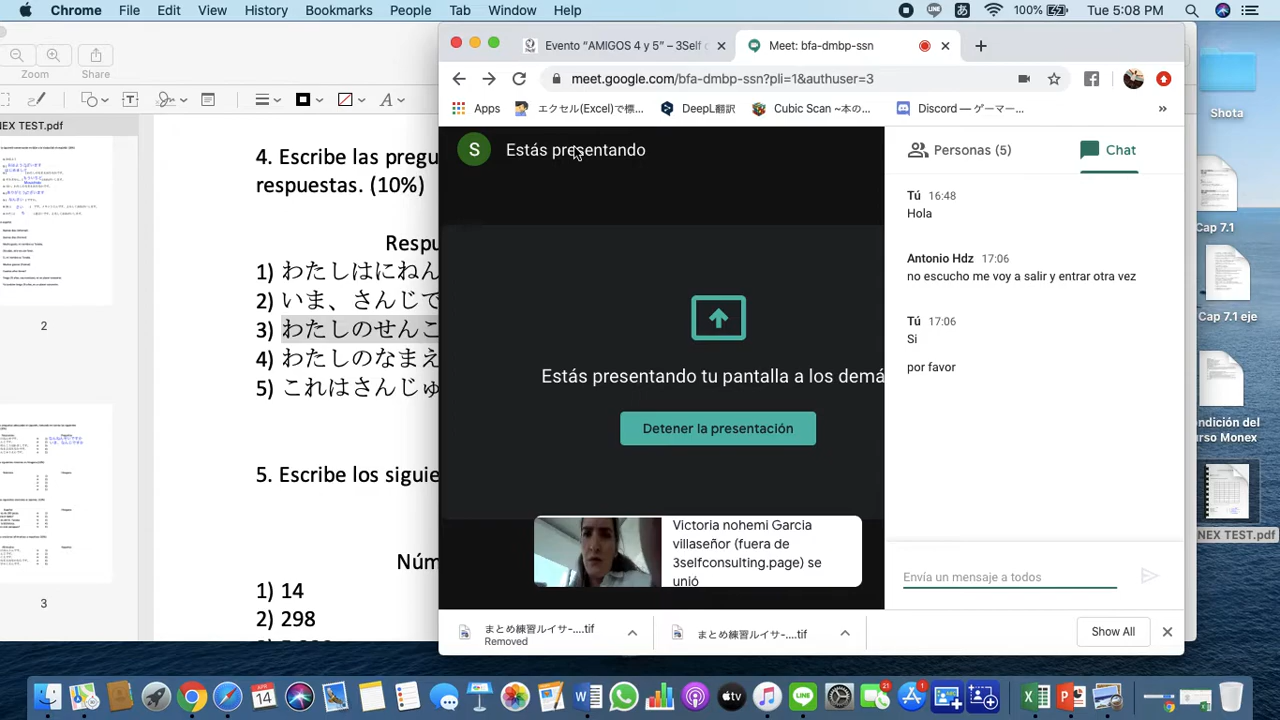 Chrome File Edit View History Bookmarks People Tab Window Help
100% Tue 5:08 PM
Zoom
Share
NEX TEST.pdf
2
3
4. Escribe las pregu
respuestas. (10%)
Respu
1) わたしはにねん
2) いま、さんじて
3) わたしのせんこ
4) わたしのなまえ
5) これはさんじゅ
5. Escribe los siguie
Núm
1) 14
2) 298
Evento “AMIGOS 4 y 5” – 3Self c
Meet: bfa-dmbp-ssn
meet.google.com/bfa-dmbp-ssn?pli=1&authuser=3
Apps
エクセル(Excel)で標...
DeepL翻訳
Cubic Scan ~本の...
Discord — ゲーマー...
»
S
Estás presentando
Estás presentando tu pantalla a los demá
Detener la presentación
Victoria nohemi Garcia
villaseñor (fuera de
3selfconsulting.page) se
unió
Personas (5)
Chat
Tú
Hola
Antonio Hdz 17:06
profesor no me voy a salir y entrar otra vez
Tú 17:06
Si
por favor
Envía un mensaje a todos
まとめ練習ルイサ-....tif
Removed
まとめ練習ルイサ-....tif
Show All
Shota
Cap 7.1
Cap 7.1 eje
ndición del
urso Monex
NEX TEST.pdf
APR
14
21
1